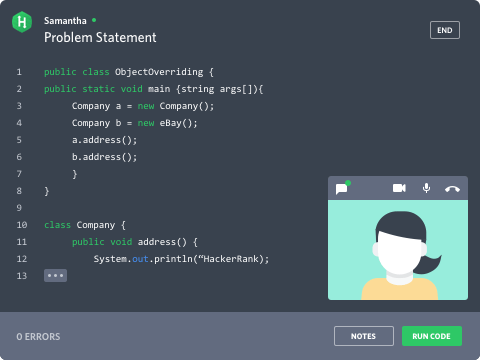 Samantha
Problem Statement
END
1 public class ObjectOverriding {
2 public static void main {string args[]){
3 Company a = new Company();
4 Company b = new eBay();
5 a.address();
6 b.address();
7 }
8 }
9
10 class Company {
11 public void address() {
12 System.out.println(“HackerRank);
13
0 ERRORS
NOTES
RUN CODE